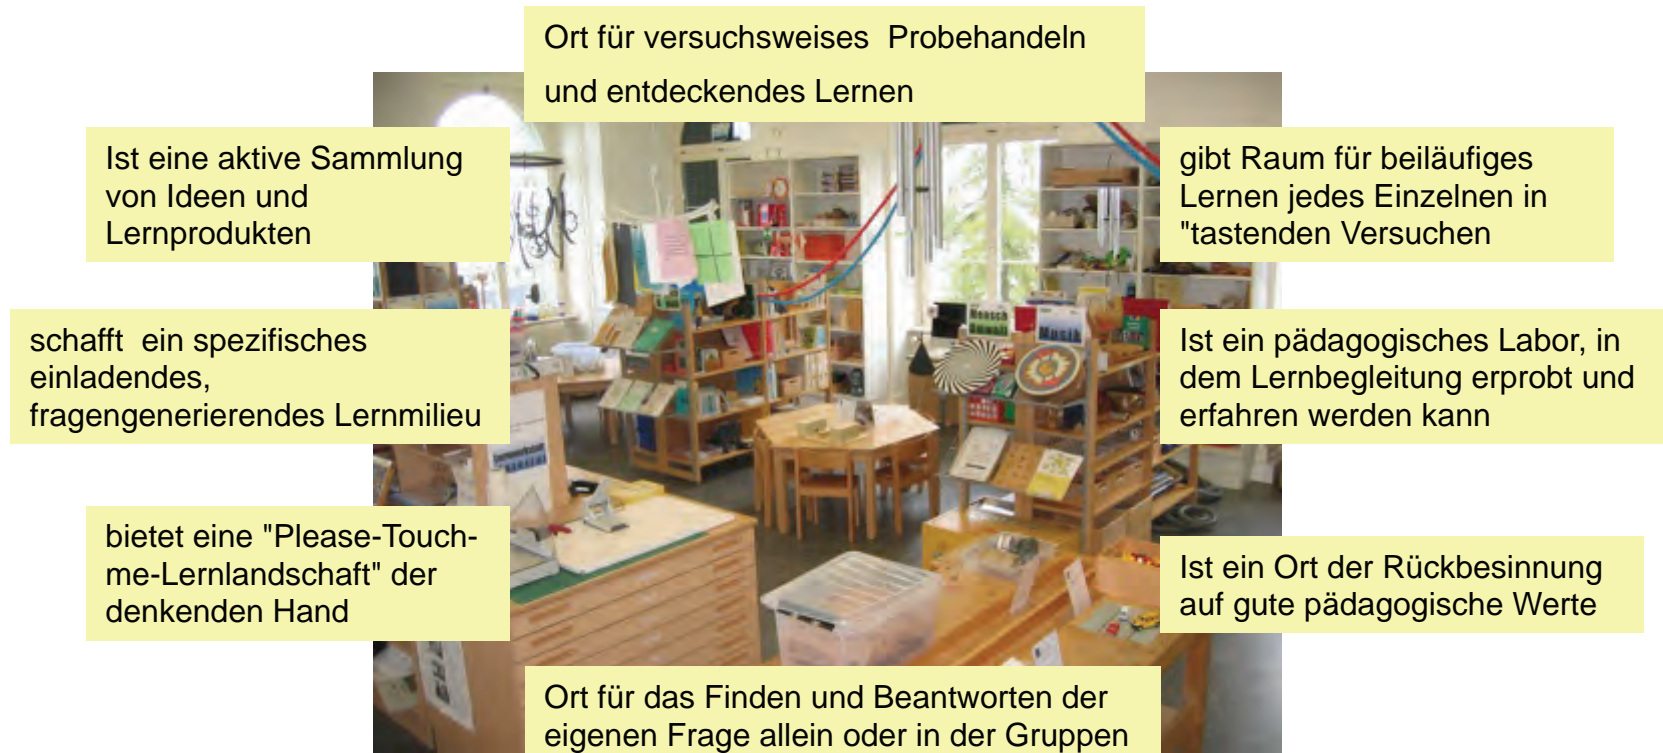 Ort für versuchsweises Probehandeln
und entdeckendes Lernen
Ist eine aktive Sammlung
von Ideen und
Lernprodukten
gibt Raum für beiläufiges
Lernen jedes Einzelnen in
"tastenden Versuchen
schafft ein spezifisches
einladendes,
fragengenerierendes Lernmilieu
Ist ein pädagogisches Labor, in
dem Lernbegleitung erprobt und
erfahren werden kann
bietet eine "Please-Touch-
me-Lernlandschaft" der
denkenden Hand
Ist ein Ort der Rückbesinnung
auf gute pädagogische Werte
Ort für das Finden und Beantworten der
eigenen Frage allein oder in der Gruppen
Mensch
Umwelt
Musik